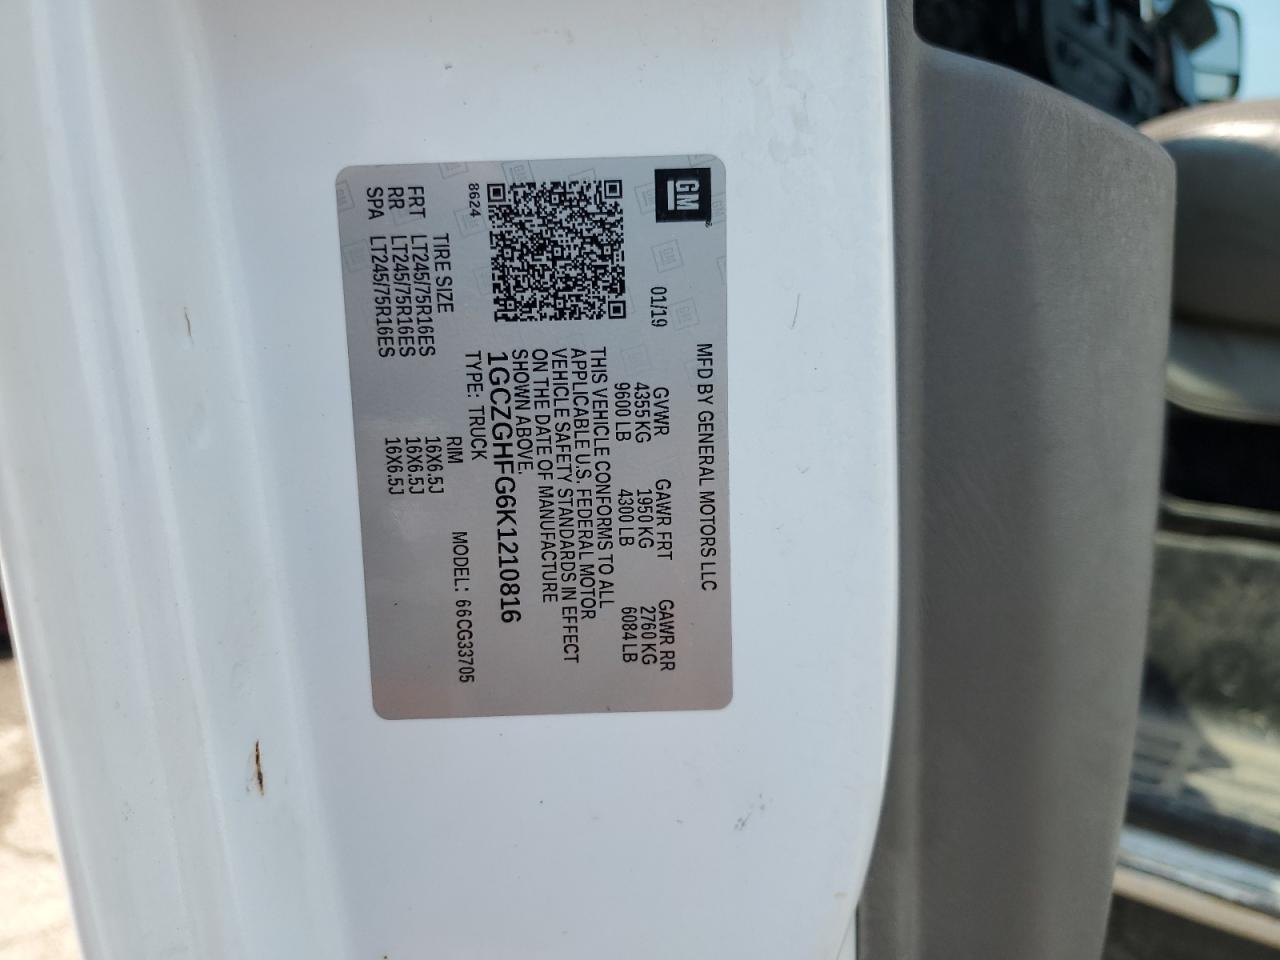 GM
MFD BY GENERAL MOTORS LLC
01/19
GVWR GAWR FRT GAWR RR
4355KG 1950 KG 2760 KG
9600 LB 4300 LB 6084 LB
THIS VEHICLE CONFORMS TO ALL
APPLICABLE U.S. FEDERAL MOTOR
VEHICLE SAFETY STANDARDS IN EFFECT
ON THE DATE OF MANUFACTURE
SHOWN ABOVE.
1GCZGHFG6K1210816
8624
TYPE: TRUCK MODEL: 66CG33705
TIRE SIZE RIM
FRT LT245/75R16ES 16X6.5J
RR LT245/75R16ES 16X6.5J
SPA LT245/75R16ES 16X6.5J